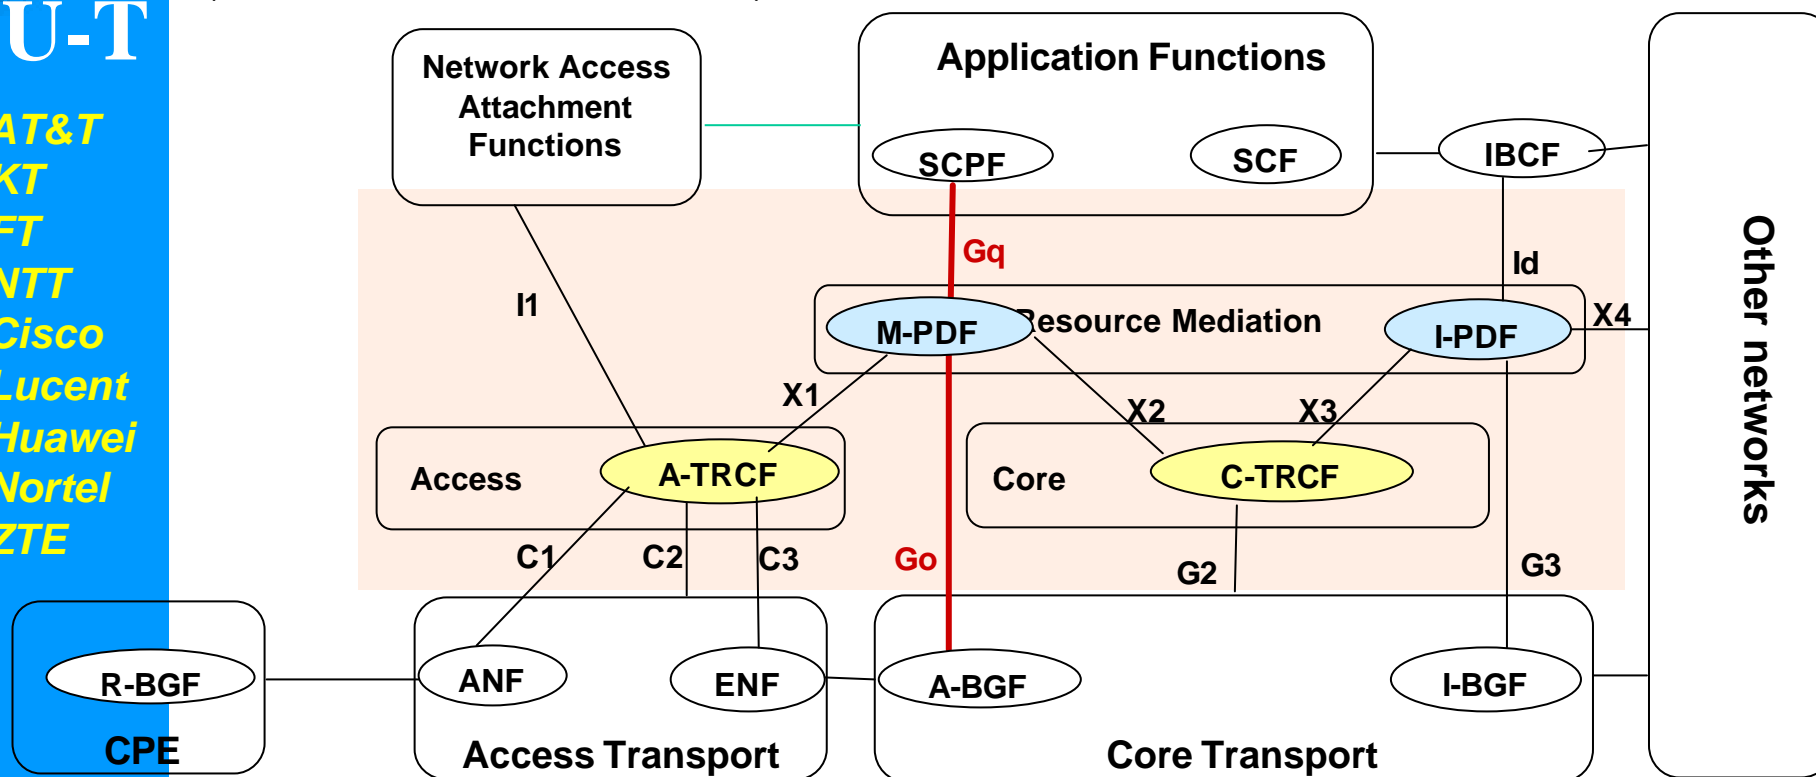 U-T
AT&T
KT
FT
NTT
Cisco
Lucent
Huawei
Nortel
ZTE
Network Access
Attachment
Functions
Application Functions
SCPF
SCF
IBCF
Gq
Id
I1
M-PDF
Resource Mediation
I-PDF
X4
X1
X2
X3
Access
A-TRCF
Core
C-TRCF
C1
C2
C3
Go
G2
G3
R-BGF
ANF
ENF
A-BGF
I-BGF
CPE
Access Transport
Core Transport
Other networks